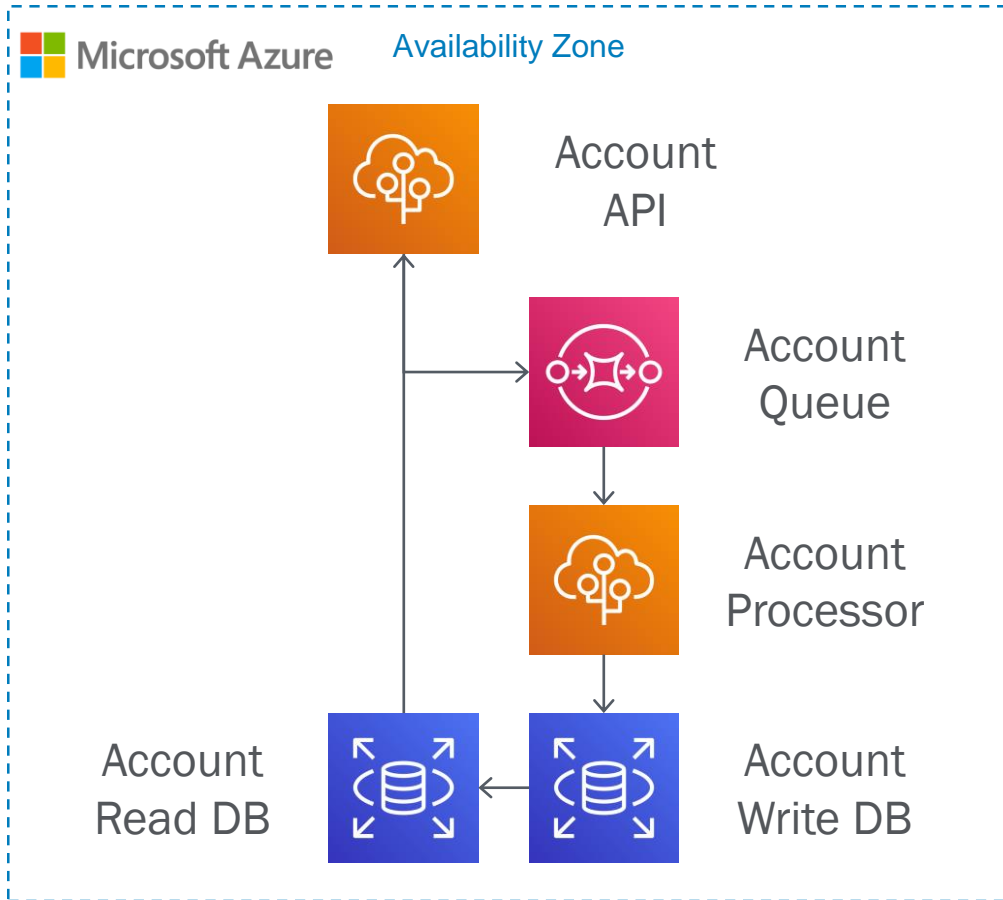 Microsoft Azure
Availability Zone
Account
API
Account
Queue
Account
Processor
Account
Read DB
Account
Write DB